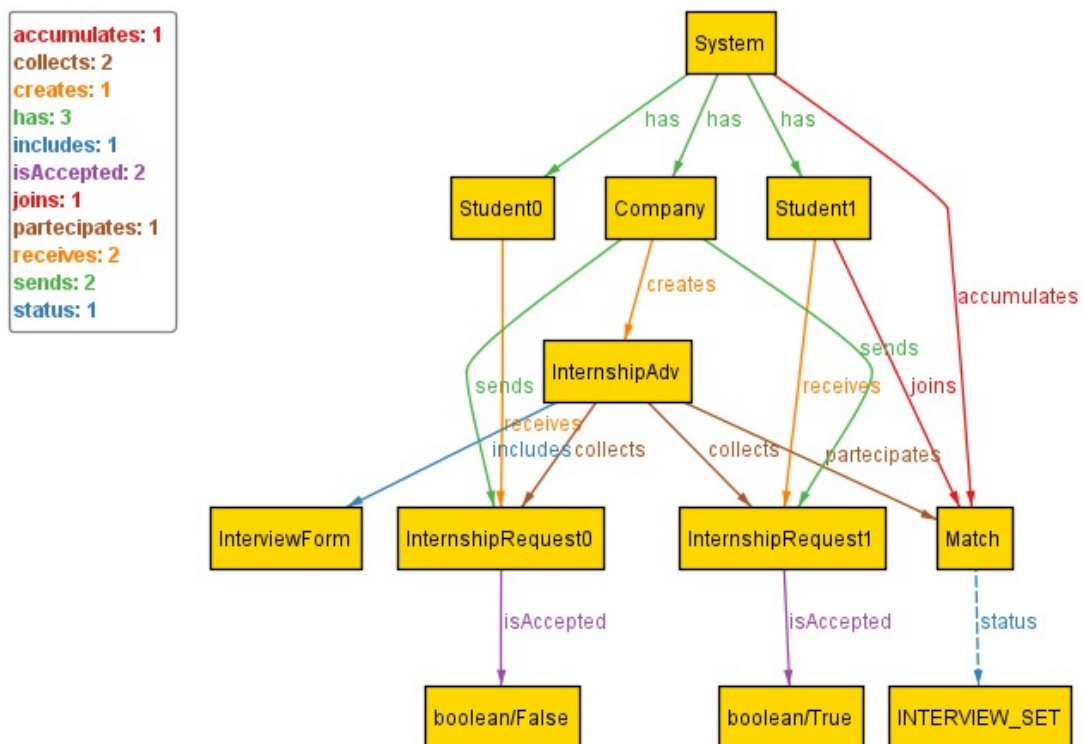 accumulates: 1
collects: 2
creates: 1
has: 3
includes: 1
isAccepted: 2
joins: 1
partecipates: 1
receives: 2
sends: 2
status: 1
System
has has has
Student0 Company Student1
creates
accumulates
sends
InternshipAdv
sends receives joins
receives
includes collects collects partecipates
InterviewForm InternshipRequest0 InternshipRequest1 Match
isAccepted isAccepted status
boolean/False boolean/True INTERVIEW_SET